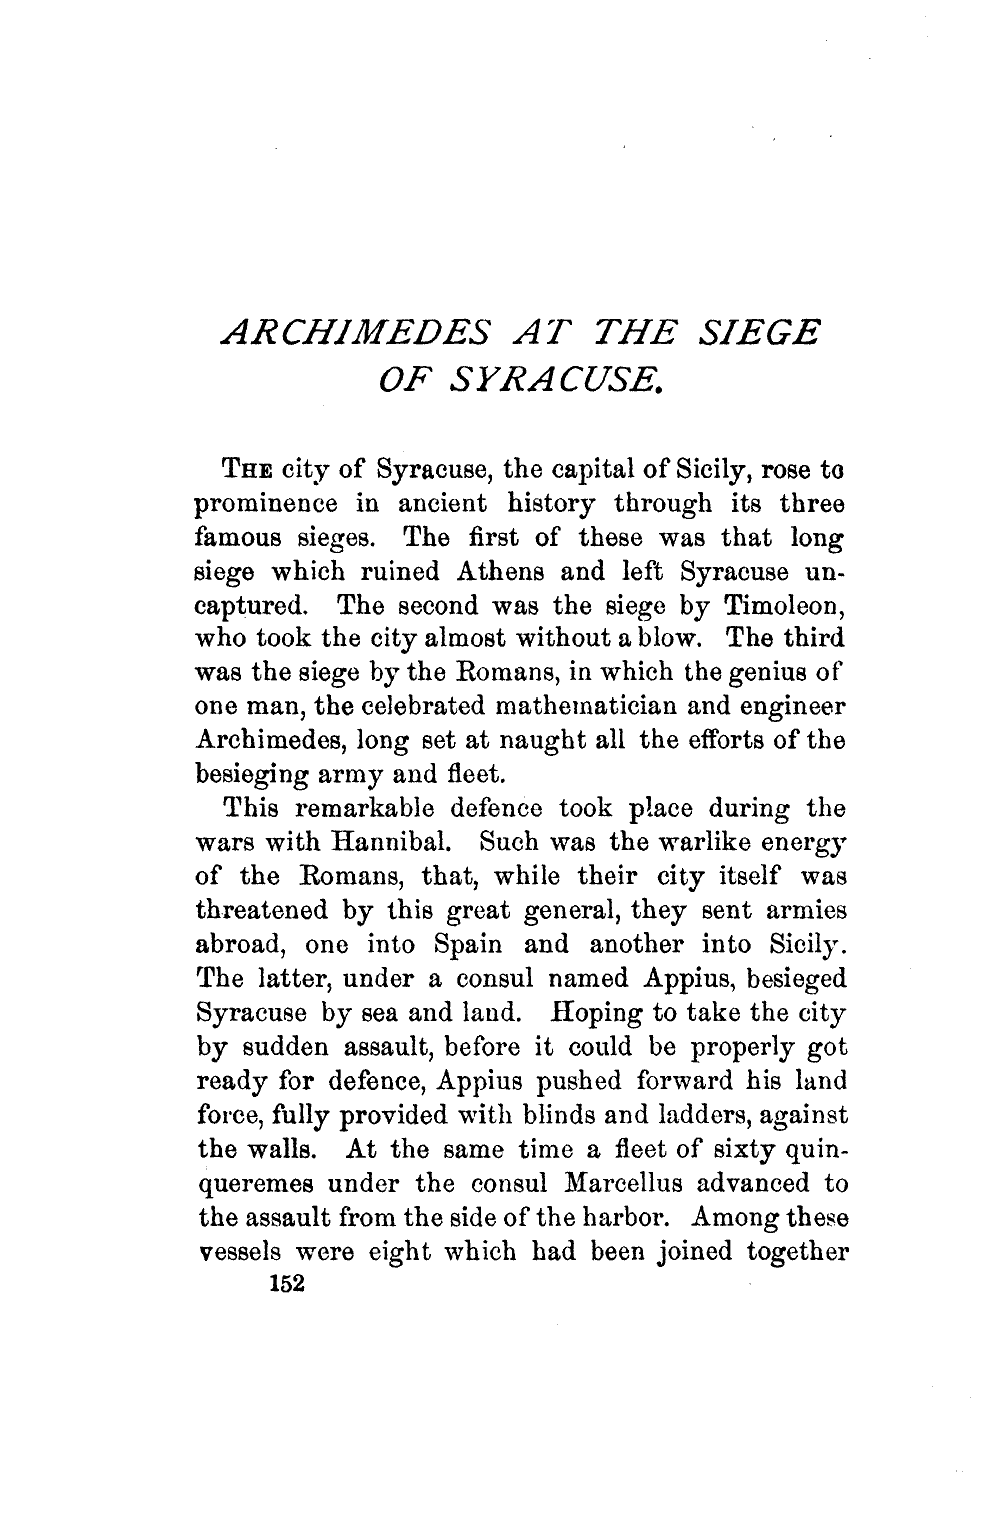 ARCHIMEDES AT THE SIEGE
OF SYRACUSE.
THE city of Syracuse, the capital of Sicily, rose to
prominence in ancient history through its three
famous sieges. The first of these was that long
siege which ruined Athens and left Syracuse un-
captured. The second was the siege by Timoleon,
who took the city almost without a blow. The third
was the siege by the Romans, in which the genius of
one man, the celebrated mathematician and engineer
Archimedes, long set at naught all the efforts of the
besieging army and fleet.
This remarkable defence took place during the
wars with Hannibal. Such was the warlike energy
of the Romans, that, while their city itself was
threatened by this great general, they sent armies
abroad, one into Spain and another into Sicily.
The latter, under a consul named Appius, besieged
Syracuse by sea and land. Hoping to take the city
by sudden assault, before it could be properly got
ready for defence, Appius pushed forward his land
force, fully provided with blinds and ladders, against
the walls. At the same time a fleet of sixty quin-
queremes under the consul Marcellus advanced to
the assault from the side of the harbor. Among these
vessels were eight which had been joined together
152